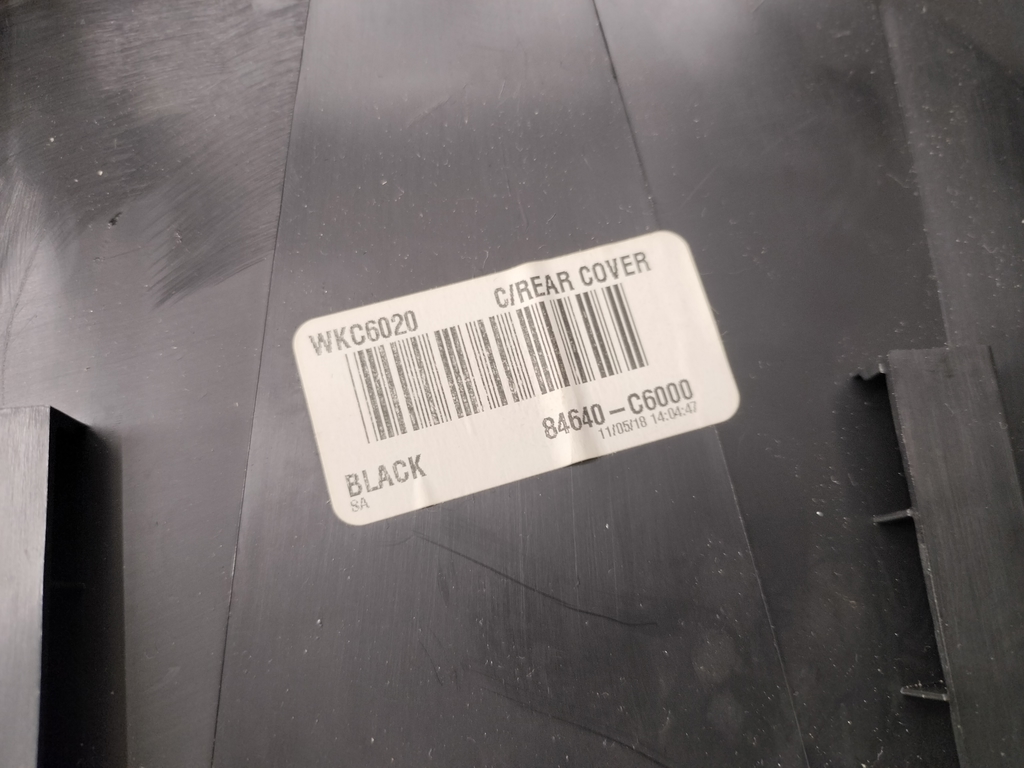 C/REAR COVER
WKC6020
84640-C6000
11/05/18 14:04:47
BLACK
SA